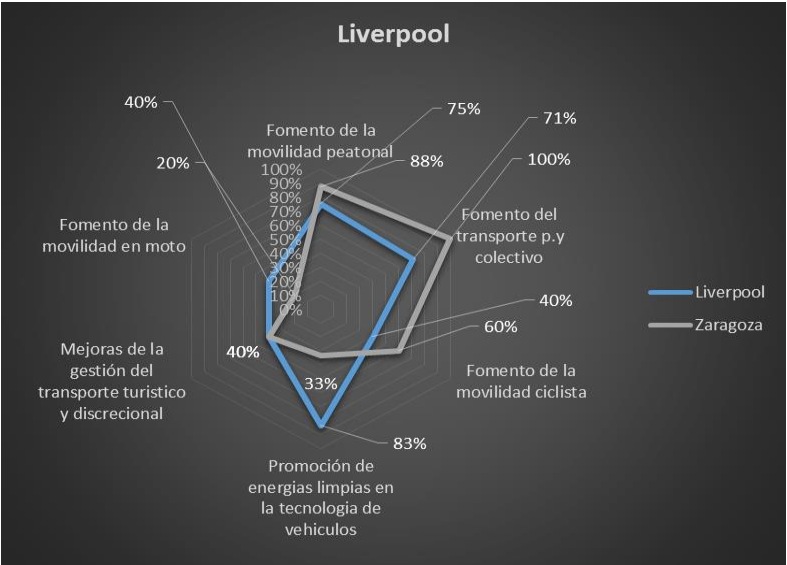 Liverpool
40%
75%
71%
Fomento de la
movilidad peatonal
88%
100%
20%
100%
90%
80%
70%
60%
50%
40%
30%
20%
10%
0%
Fomento del
transporte p.y
colectivo
Fomento de la
movilidad en moto
Liverpool
Zaragoza
40%
60%
Mejoras de la
gestión del
transporte turistico
y discrecional
40%
33%
Fomento de la
movilidad ciclista
83%
Promoción de
energias limpias en
la tecnologia de
vehiculos